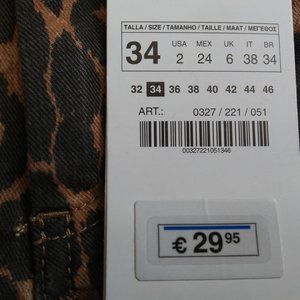 TALLA / SIZE / TAMANHO / TAILLE / MAAT / ΜΕΓΕΘΟΣ
34 USA MEX UK IT BR
2 24 6 38 34
32 34 36 38 40 42 44 46
ART.: 0327 / 221 / 051
00327221051346
€ 29 95